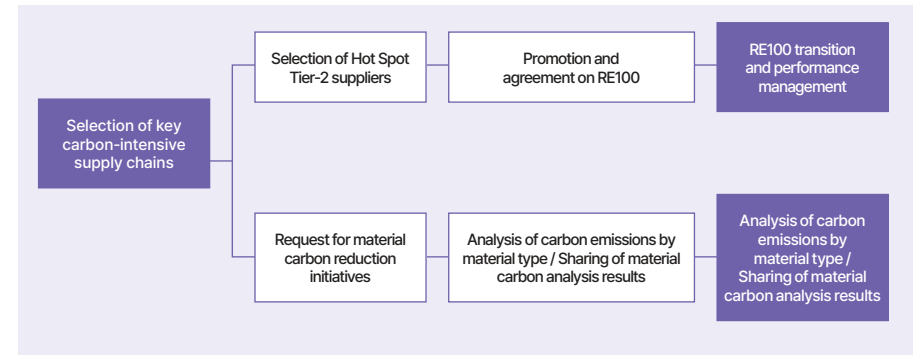 Selection of key
carbon-intensive
supply chains
Selection of Hot Spot
Tier-2 suppliers
Promotion and
agreement on RE100
RE100 transition
and performance
management
Request for material
carbon reduction
initiatives
Analysis of carbon emissions by
material type / Sharing of material
carbon analysis results
Analysis of carbon
emissions by
material type /
Sharing of material
carbon analysis results